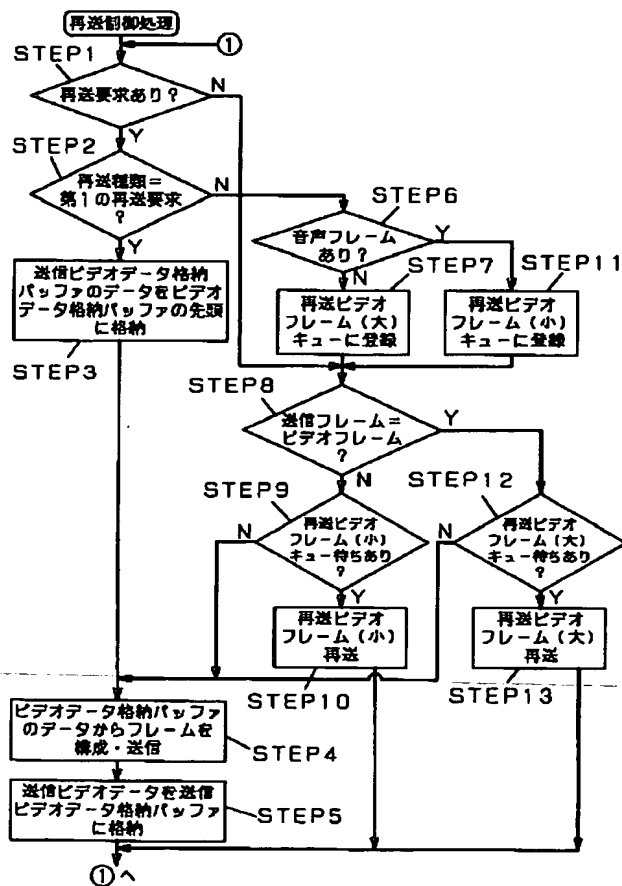 再送制御処理
①
STEP1
再送要求あり?
N
Y
STEP2
再送種類=
第1の再送要求
?
N
Y
STEP6
音声フレーム
あり?
Y
N
送信ビデオデータ格納
バッファのデータをビデオ
データ格納バッファの先頭
に格納
STEP3
STEP7
再送ビデオ
フレーム(大)
キューに登録
STEP11
再送ビデオ
フレーム(小)
キューに登録
STEP8
送信フレーム=
ビデオフレーム
?
Y
N
STEP9
再送ビデオ
フレーム(小)
キュー待ちあり
?
N
Y
STEP12
再送ビデオ
フレーム(大)
キュー待ちあり
?
N
Y
再送ビデオ
フレーム(小)
再送
STEP10
再送ビデオ
フレーム(大)
再送
STEP13
ビデオデータ格納バッファ
のデータからフレームを
構成・送信
STEP4
送信ビデオデータを送信
ビデオデータ格納バッファ
に格納
STEP5
①へ